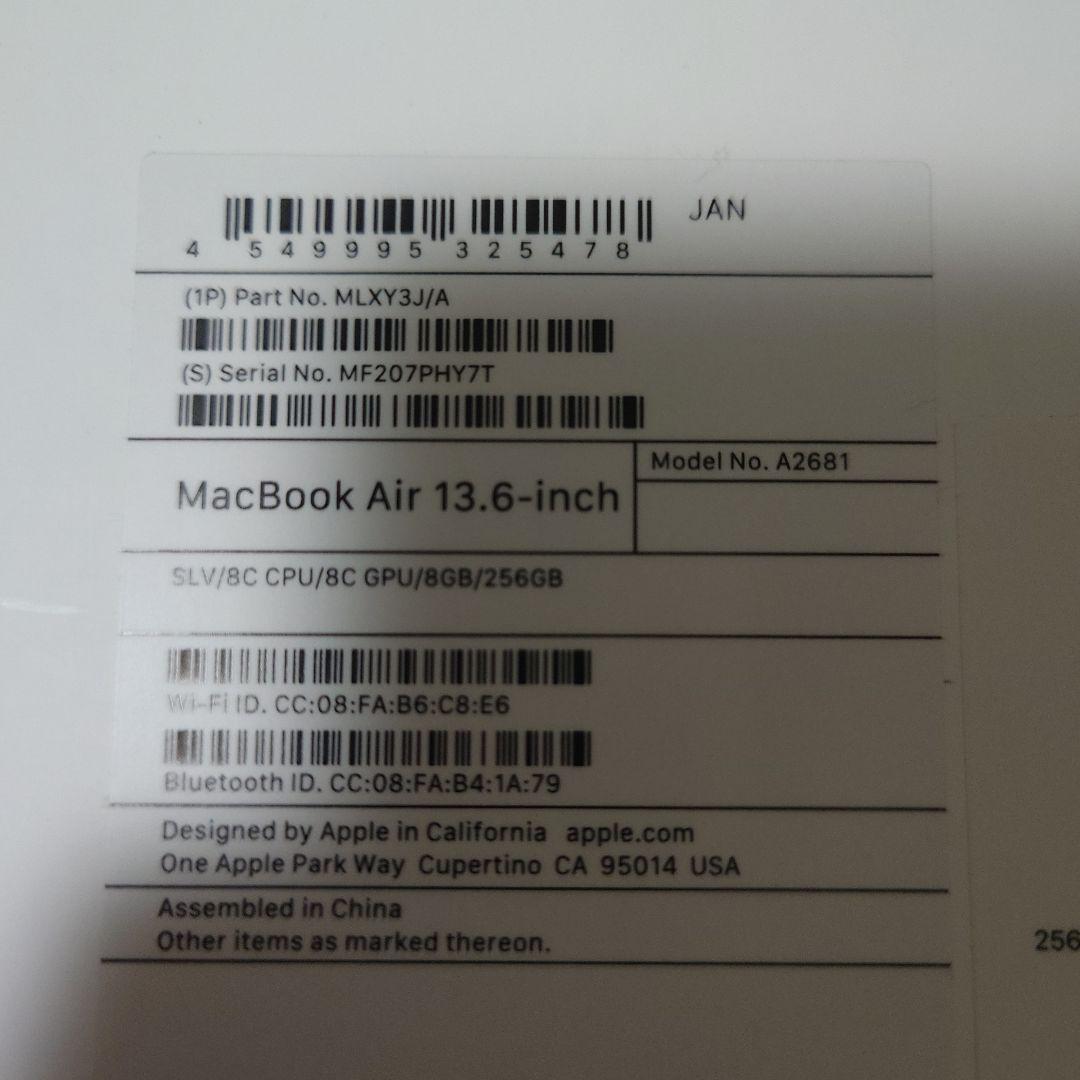 JAN
4 549995 325478
(1P) Part No. MLXY3J/A
(S) Serial No. MF207PHY7T
MacBook Air 13.6-inch
Model No. A2681
SLV/8C CPU/8C GPU/8GB/256GB
Wi-Fi ID. CC:08:FA:B6:C8:E6
Bluetooth ID. CC:08:FA:B4:1A:79
Designed by Apple in California apple.com
One Apple Park Way Cupertino CA 95014 USA
Assembled in China
Other items as marked thereon.
256